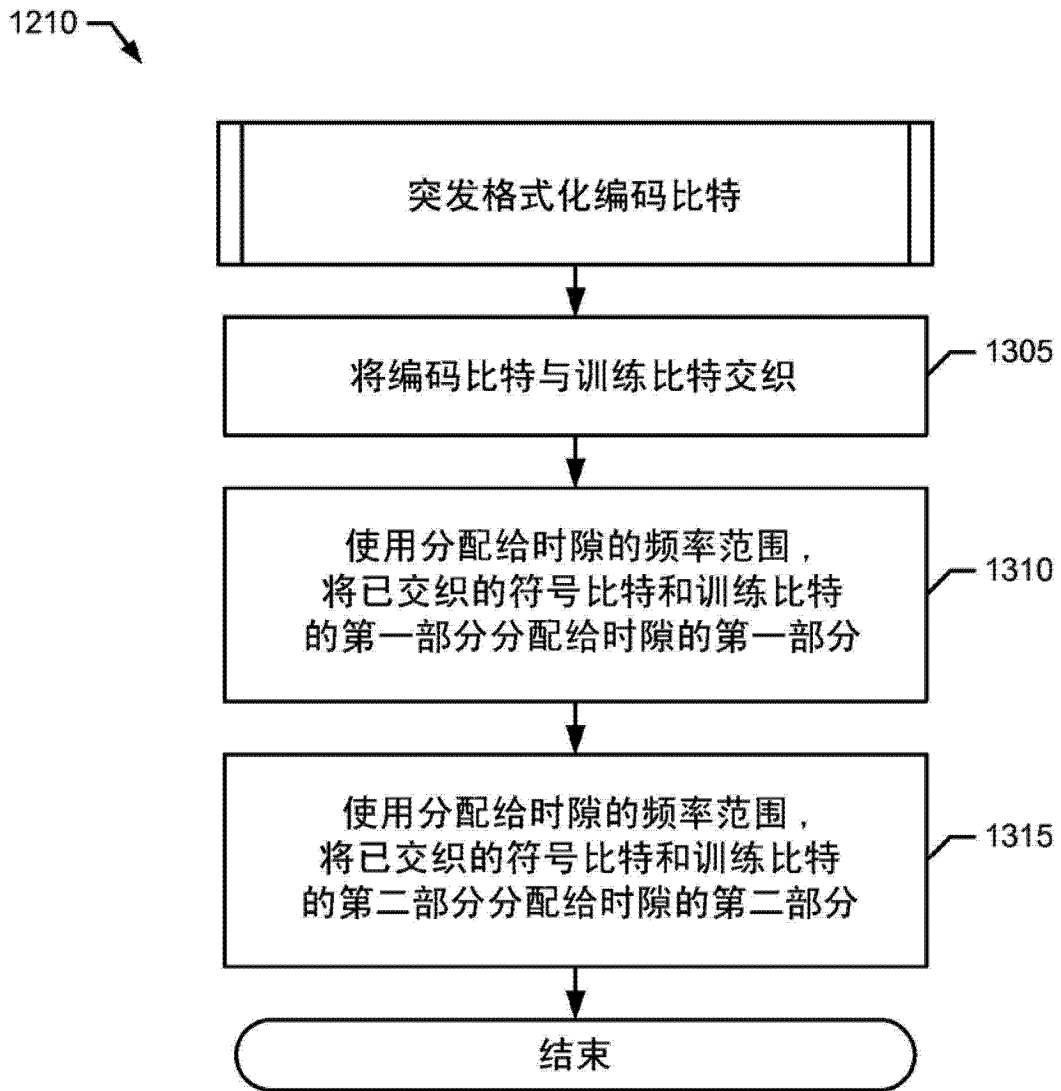 1210
突发格式化编码比特
将编码比特与训练比特交织
1305
使用分配给时隙的频率范围,
将已交织的符号比特和训练比特
的第一部分分配给时隙的第一部分
1310
使用分配给时隙的频率范围,
将已交织的符号比特和训练比特
的第二部分分配给时隙的第二部分
1315
结束